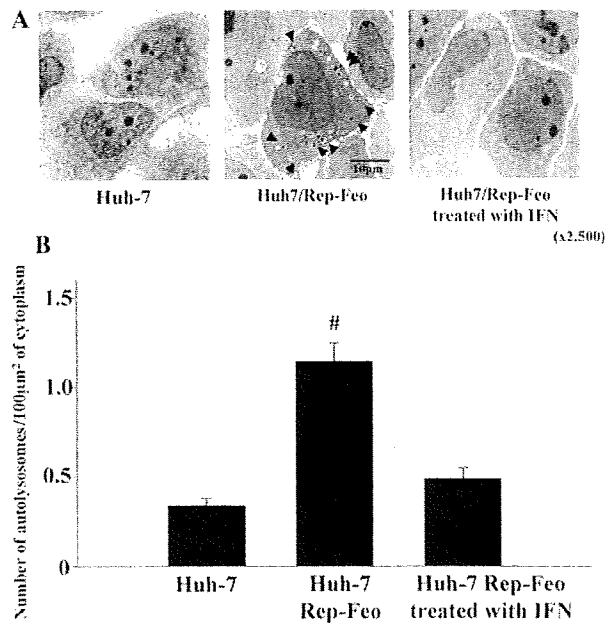 A
10μm
Huh-7
Huh7/Rep-Feo
Huh7/Rep-Feo
treated with IFN
(x2,500)
B
Number of autolysosomes/100μm² of cytoplasm
1.5
1.0
0.5
0
#
Huh-7
Huh-7
Rep-Feo
Huh-7 Rep-Feo
treated with IFN